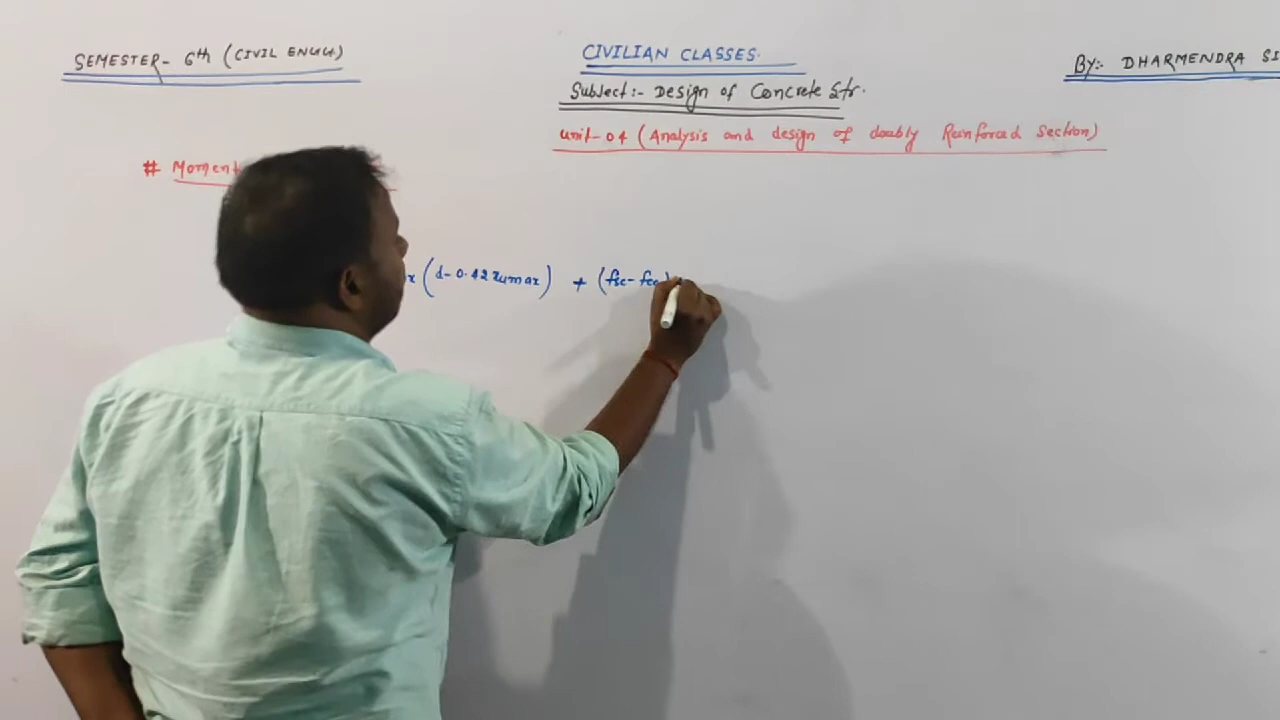 SEMESTER- 6th (CIVIL ENGG)
CIVILIAN CLASSES.
BY:- DHARMENDRA SI
Subject:- Design of Concrete Str.
unit-04 (Analysis and design of doubly Reinforced Section)
# Moment
(d-0.42 xumax) + (fsc-fcc)